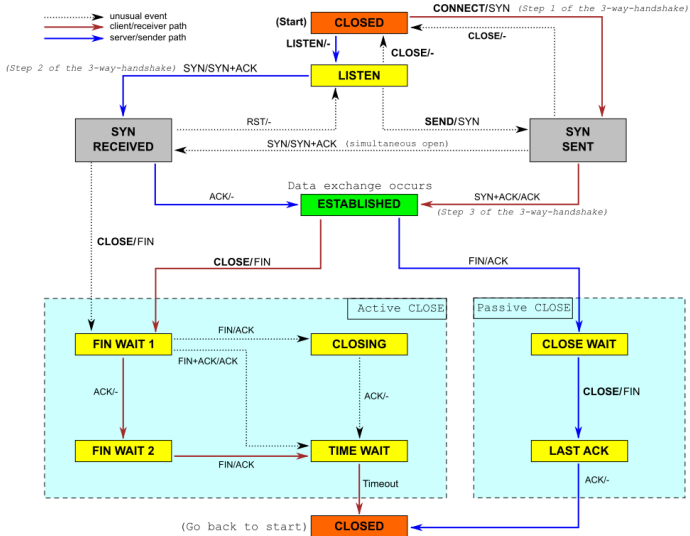 unusual event
client/receiver path
server/sender path
(Start)
CLOSED
CONNECT/SYN (Step 1 of the 3-way-handshake)
CLOSE/-
LISTEN/-
CLOSE/-
(Step 2 of the 3-way-handshake) SYN/SYN+ACK
LISTEN
RST/-
SEND/SYN
SYN
RECEIVED
SYN/SYN+ACK (simultaneous open)
SYN
SENT
Data exchange occurs
ACK/-
ESTABLISHED
SYN+ACK/ACK
(Step 3 of the 3-way-handshake)
CLOSE/FIN
CLOSE/FIN
FIN/ACK
Active CLOSE
Passive CLOSE
FIN WAIT 1
FIN/ACK
CLOSING
CLOSE WAIT
FIN+ACK/ACK
ACK/-
ACK/-
CLOSE/FIN
FIN WAIT 2
FIN/ACK
TIME WAIT
LAST ACK
Timeout
ACK/-
(Go back to start)
CLOSED